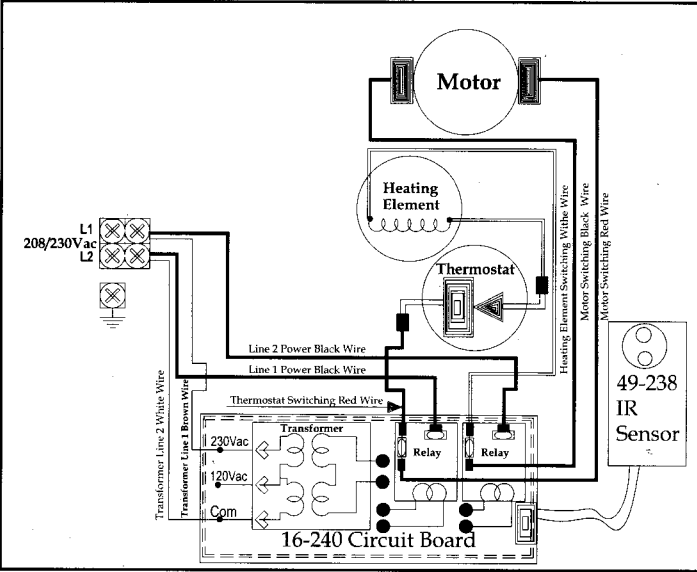 Motor
Heating
Element
L1
208/230Vac
L2
Thermostat
Heating Element Switching Withe Wire
Motor Switching Black Wire
Motor Switching Red Wire
Line 2 Power Black Wire
Line 1 Power Black Wire
Thermostat Switching Red Wire
Transformer Line 2 White Wire
Transformer Line 1 Brown Wire
49-238
IR
Sensor
Transformer
230Vac
120Vac
Com
Relay
Relay
16-240 Circuit Board